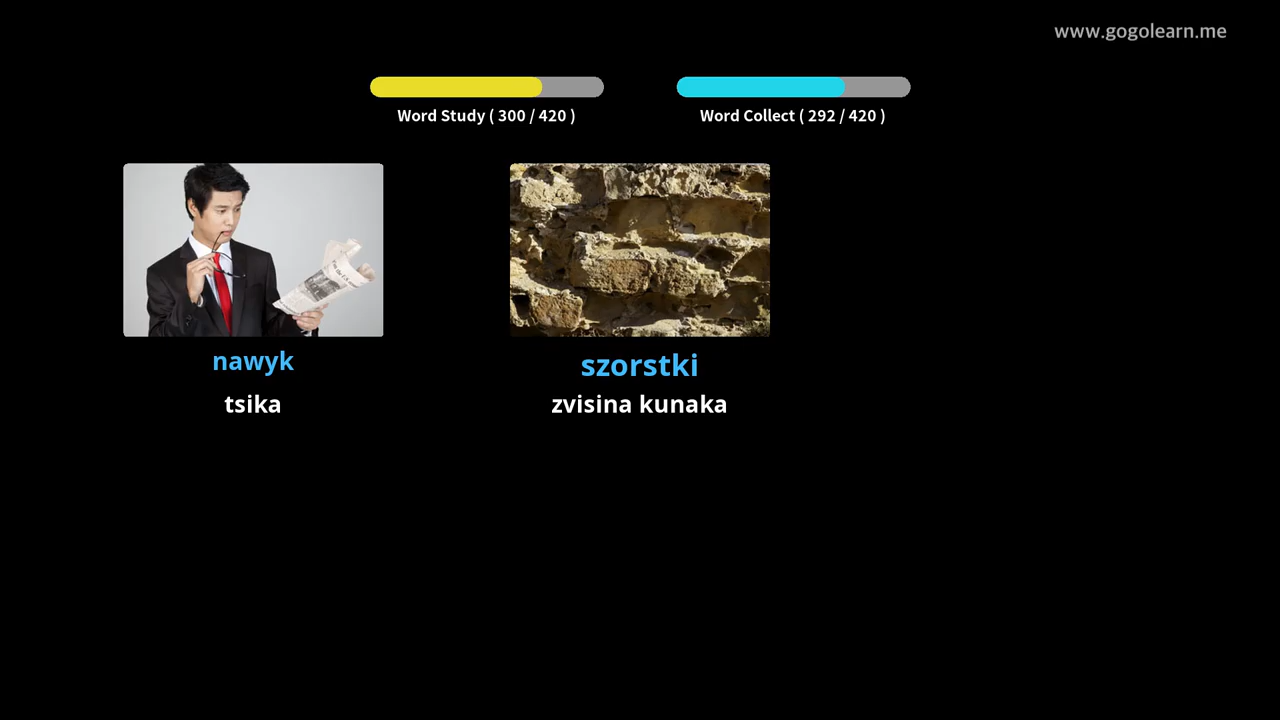 www.gogolearn.me
Word Study ( 300 / 420 )
Word Collect ( 292 / 420 )
nawyk
tsika
szorstki
zvisina kunaka